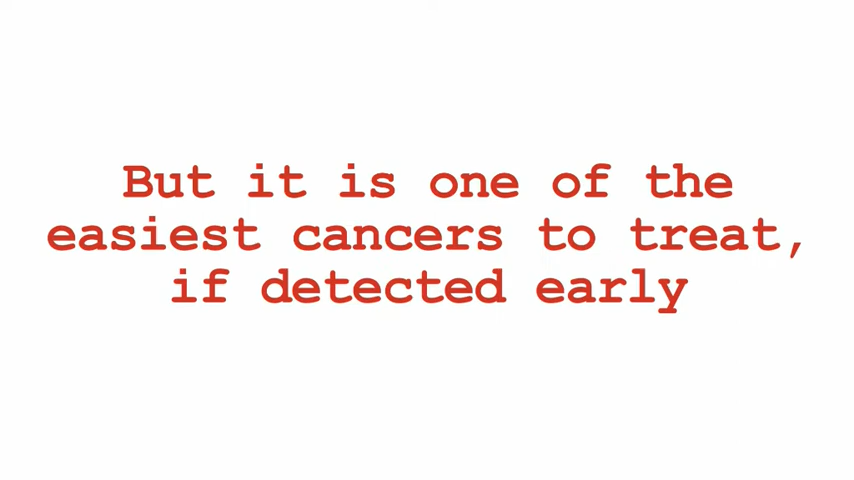 But it is one of the
easiest cancers to treat,
if detected early